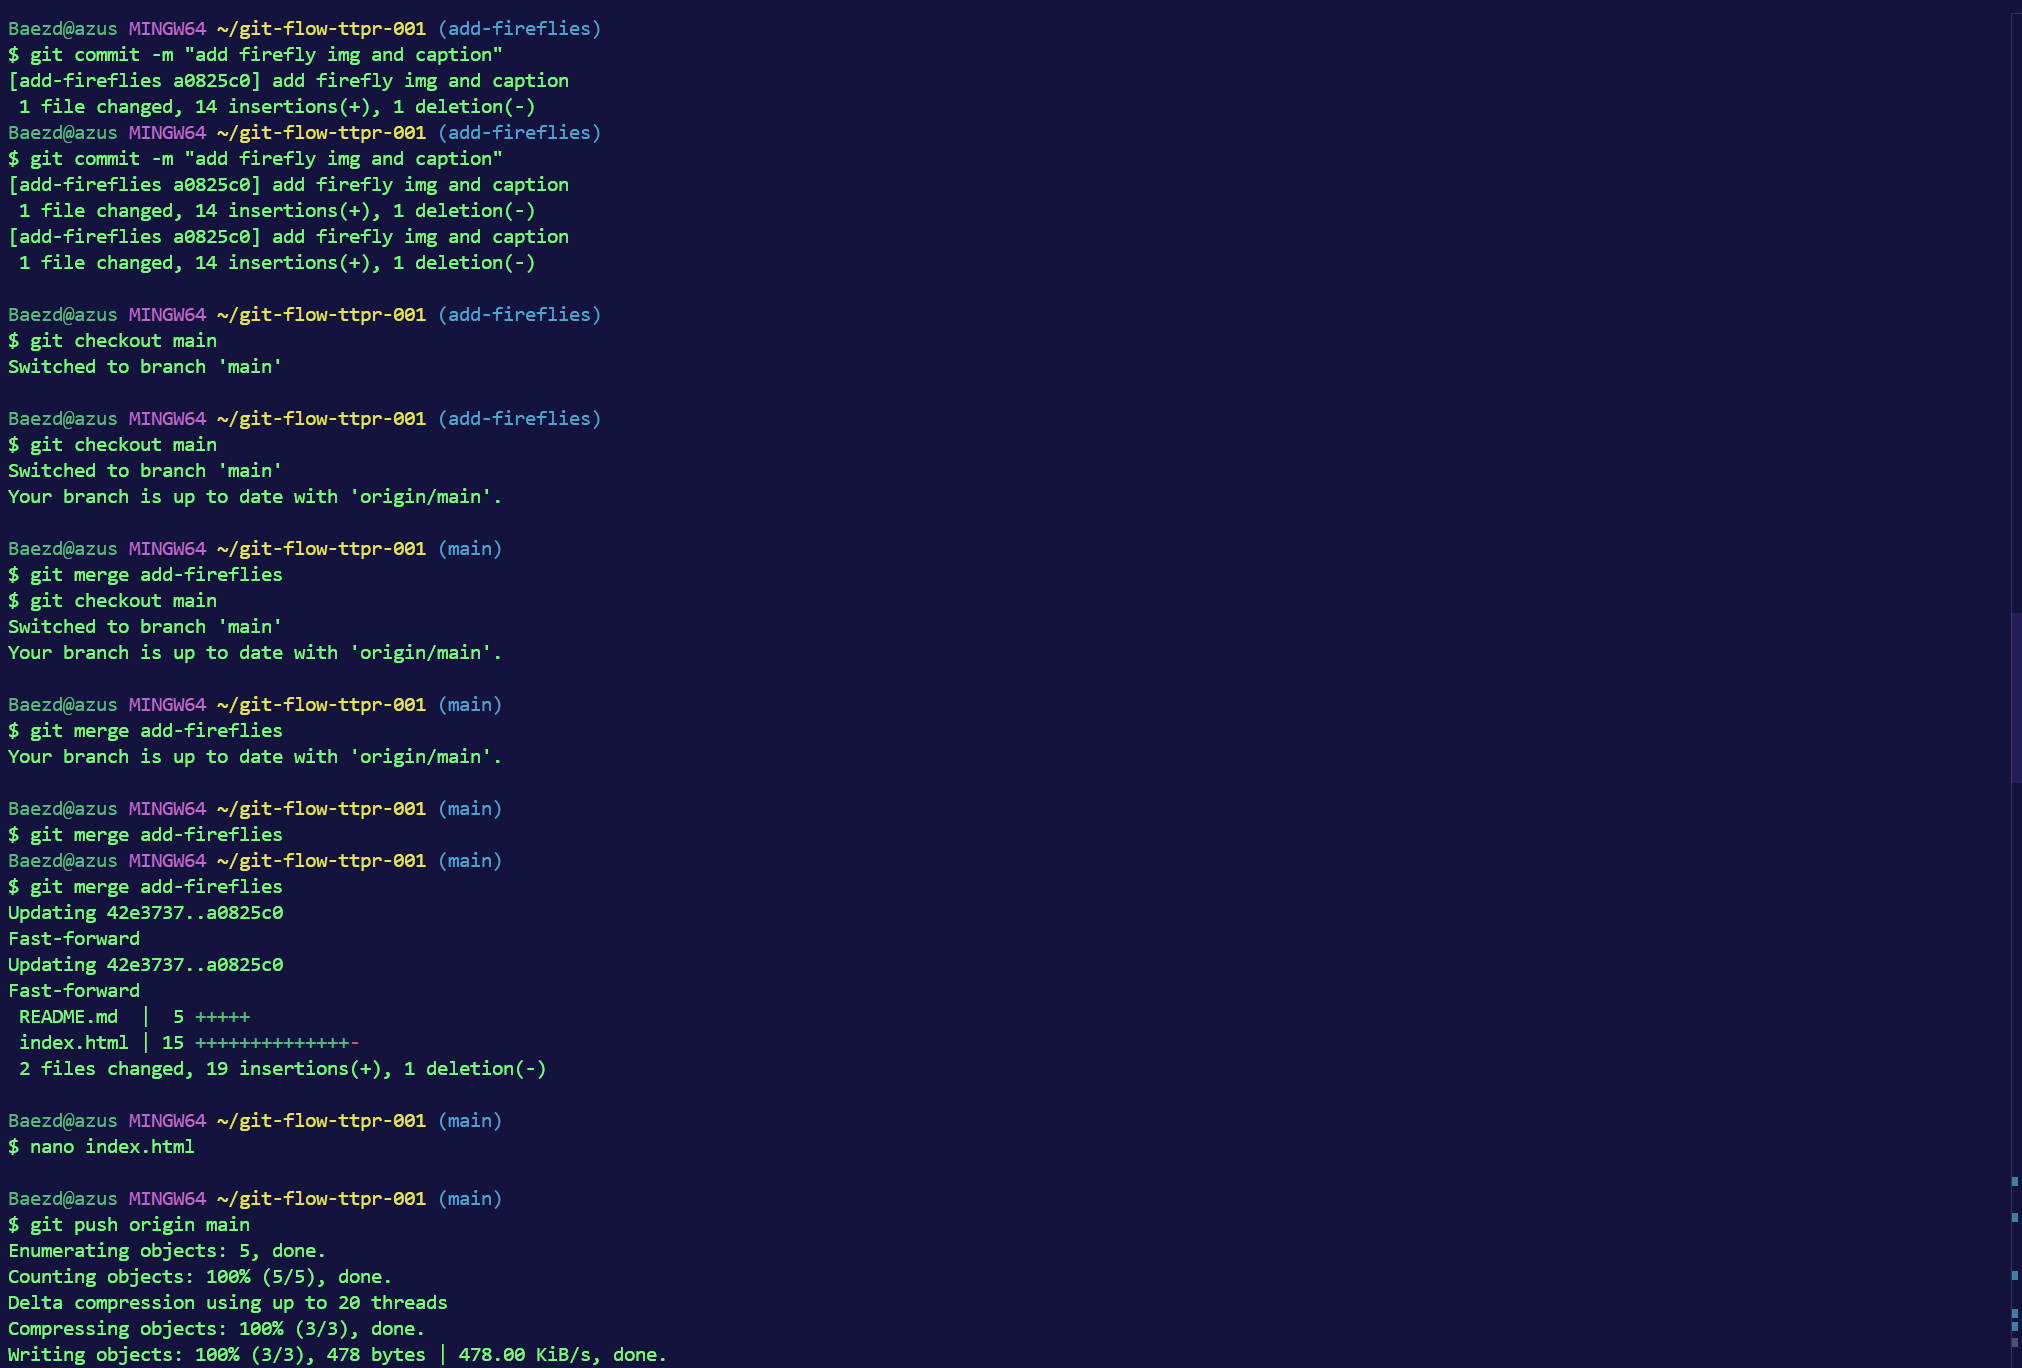 Baezd@azus MINGW64 ~/git-flow-ttpr-001 (add-fireflies)
$ git commit -m "add firefly img and caption"
[add-fireflies a0825c0] add firefly img and caption
 1 file changed, 14 insertions(+), 1 deletion(-)
Baezd@azus MINGW64 ~/git-flow-ttpr-001 (add-fireflies)
$ git commit -m "add firefly img and caption"
[add-fireflies a0825c0] add firefly img and caption
 1 file changed, 14 insertions(+), 1 deletion(-)
[add-fireflies a0825c0] add firefly img and caption
 1 file changed, 14 insertions(+), 1 deletion(-)

Baezd@azus MINGW64 ~/git-flow-ttpr-001 (add-fireflies)
$ git checkout main
Switched to branch 'main'

Baezd@azus MINGW64 ~/git-flow-ttpr-001 (add-fireflies)
$ git checkout main
Switched to branch 'main'
Your branch is up to date with 'origin/main'.

Baezd@azus MINGW64 ~/git-flow-ttpr-001 (main)
$ git merge add-fireflies
$ git checkout main
Switched to branch 'main'
Your branch is up to date with 'origin/main'.

Baezd@azus MINGW64 ~/git-flow-ttpr-001 (main)
$ git merge add-fireflies
Your branch is up to date with 'origin/main'.

Baezd@azus MINGW64 ~/git-flow-ttpr-001 (main)
$ git merge add-fireflies
Baezd@azus MINGW64 ~/git-flow-ttpr-001 (main)
$ git merge add-fireflies
Updating 42e3737..a0825c0
Fast-forward
Updating 42e3737..a0825c0
Fast-forward
 README.md  |  5 +++++
 index.html | 15 ++++++++++++++-
 2 files changed, 19 insertions(+), 1 deletion(-)

Baezd@azus MINGW64 ~/git-flow-ttpr-001 (main)
$ nano index.html

Baezd@azus MINGW64 ~/git-flow-ttpr-001 (main)
$ git push origin main
Enumerating objects: 5, done.
Counting objects: 100% (5/5), done.
Delta compression using up to 20 threads
Compressing objects: 100% (3/3), done.
Writing objects: 100% (3/3), 478 bytes | 478.00 KiB/s, done.